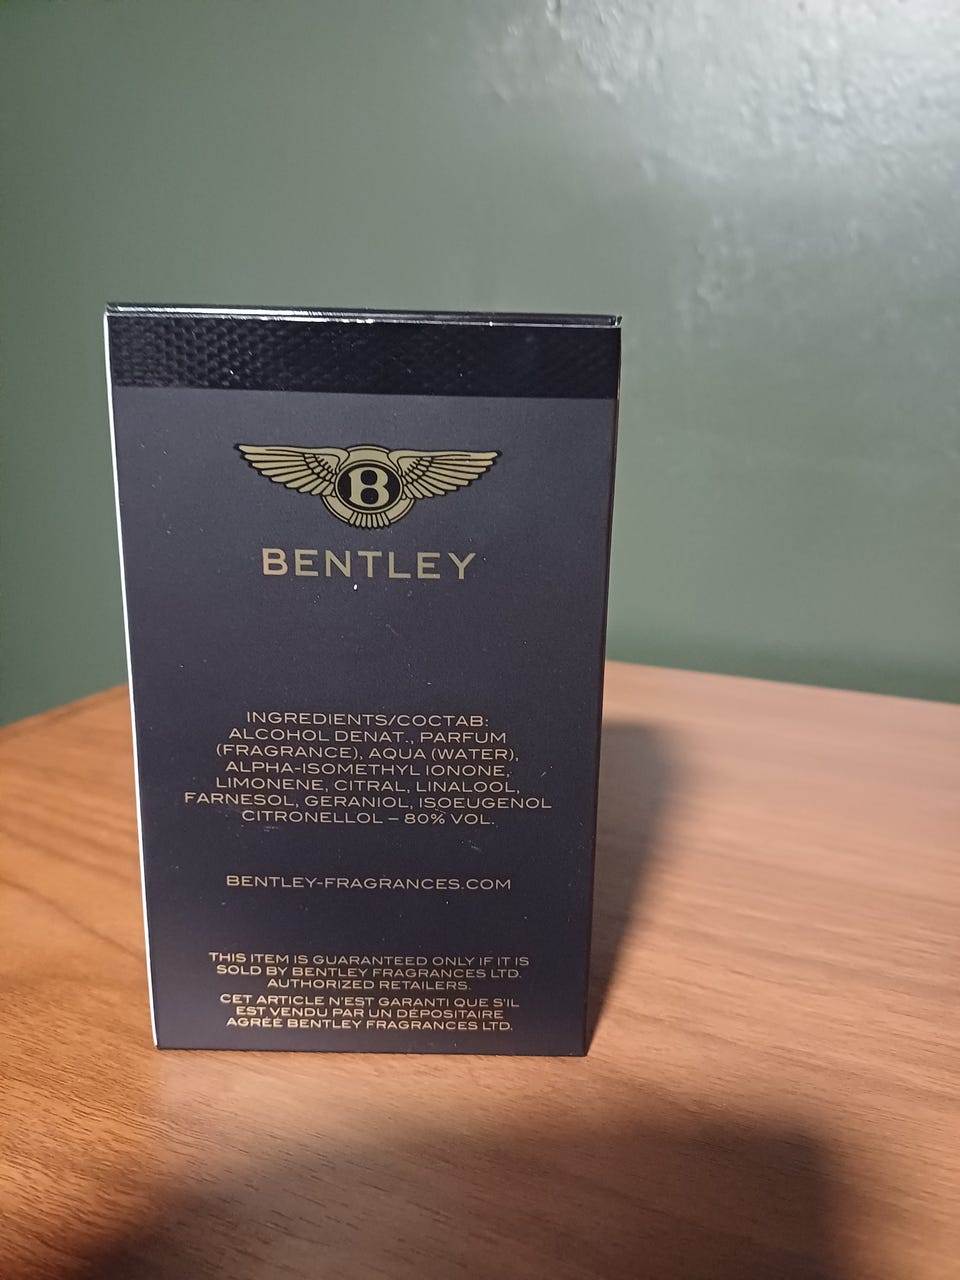 B
BENTLEY
INGREDIENTS/COCTAB:
ALCOHOL DENAT., PARFUM
(FRAGRANCE), AQUA (WATER),
ALPHA-ISOMETHYL IONONE,
LIMONENE, CITRAL, LINALOOL,
FARNESOL, GERANIOL, ISOEUGENOL
CITRONELLOL – 80% VOL.
BENTLEY-FRAGRANCES.COM
THIS ITEM IS GUARANTEED ONLY IF IT IS
SOLD BY BENTLEY FRAGRANCES LTD.
AUTHORIZED RETAILERS.
CET ARTICLE N'EST GARANTI QUE S'IL
EST VENDU PAR UN DÉPOSITAIRE
AGRÉÉ BENTLEY FRAGRANCES LTD.